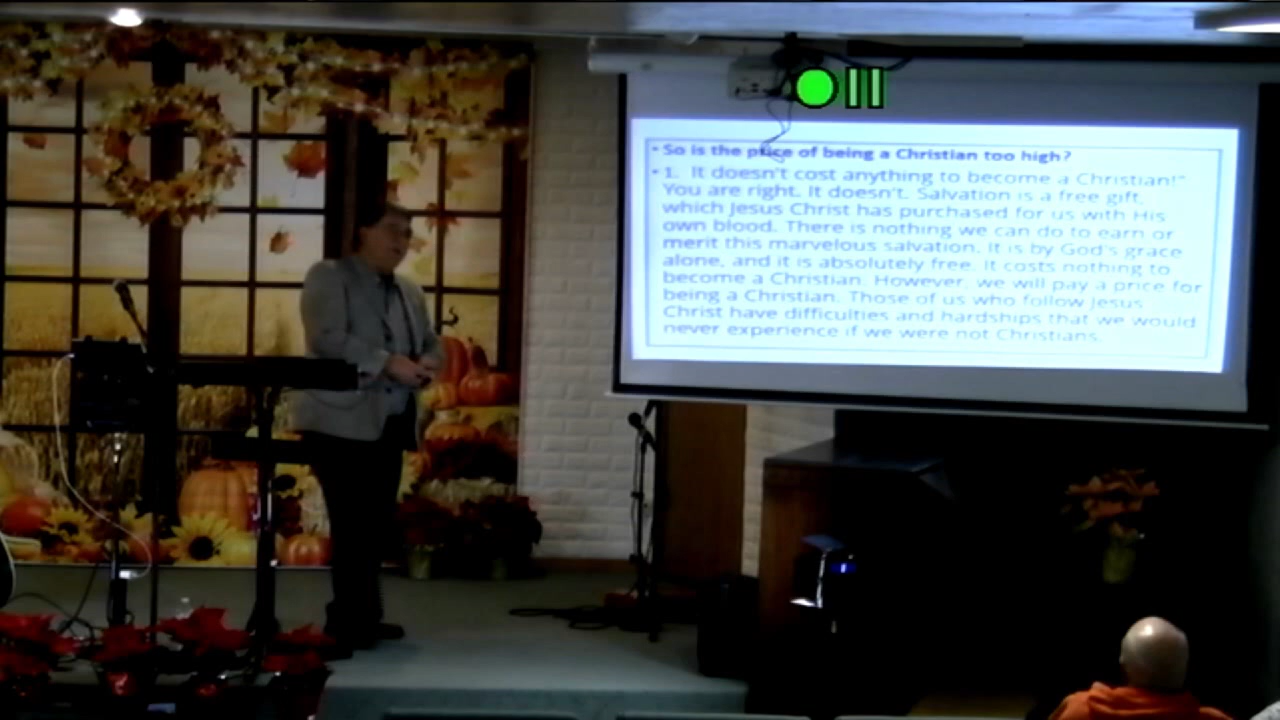 • So is the price of being a Christian too high?
• 1. It doesn't cost anything to become a Christian!"
You are right. It doesn't. Salvation is a free gift,
which Jesus Christ has purchased for us with His
own blood. There is nothing we can do to earn or
merit this marvelous salvation. It is by God's grace
alone, and it is absolutely free. It costs nothing to
become a Christian. However, we will pay a price for
being a Christian. Those of us who follow Jesus
Christ have difficulties and hardships that we would
never experience if we were not Christians.